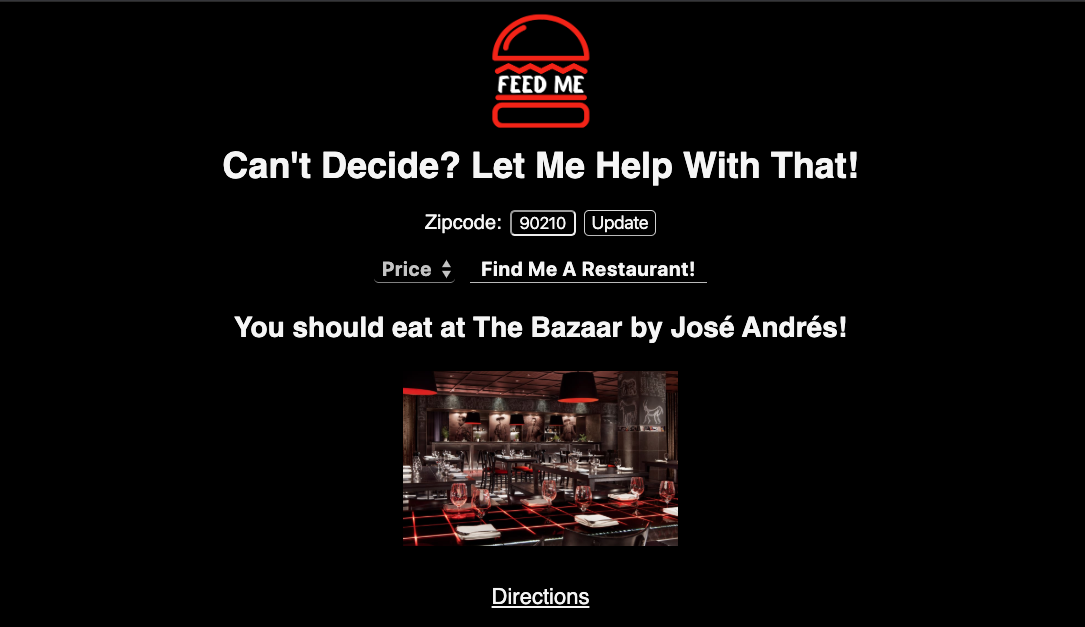 FEED ME
Can't Decide? Let Me Help With That!
Zipcode: 90210 Update
Price Find Me A Restaurant!
You should eat at The Bazaar by José Andrés!
Directions